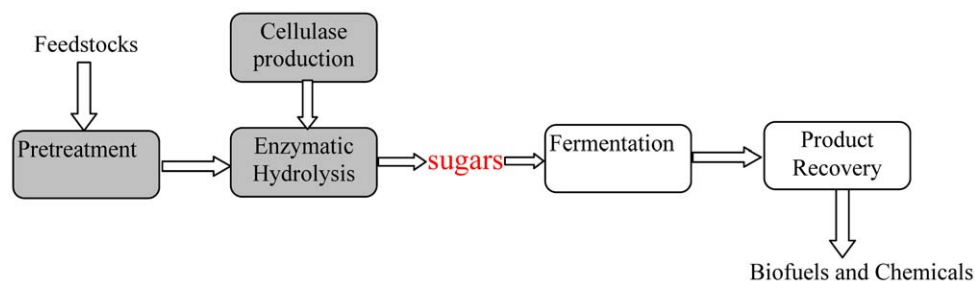 Feedstocks
Cellulase
production
Pretreatment
Enzymatic
Hydrolysis
sugars
Fermentation
Product
Recovery
Biofuels and Chemicals